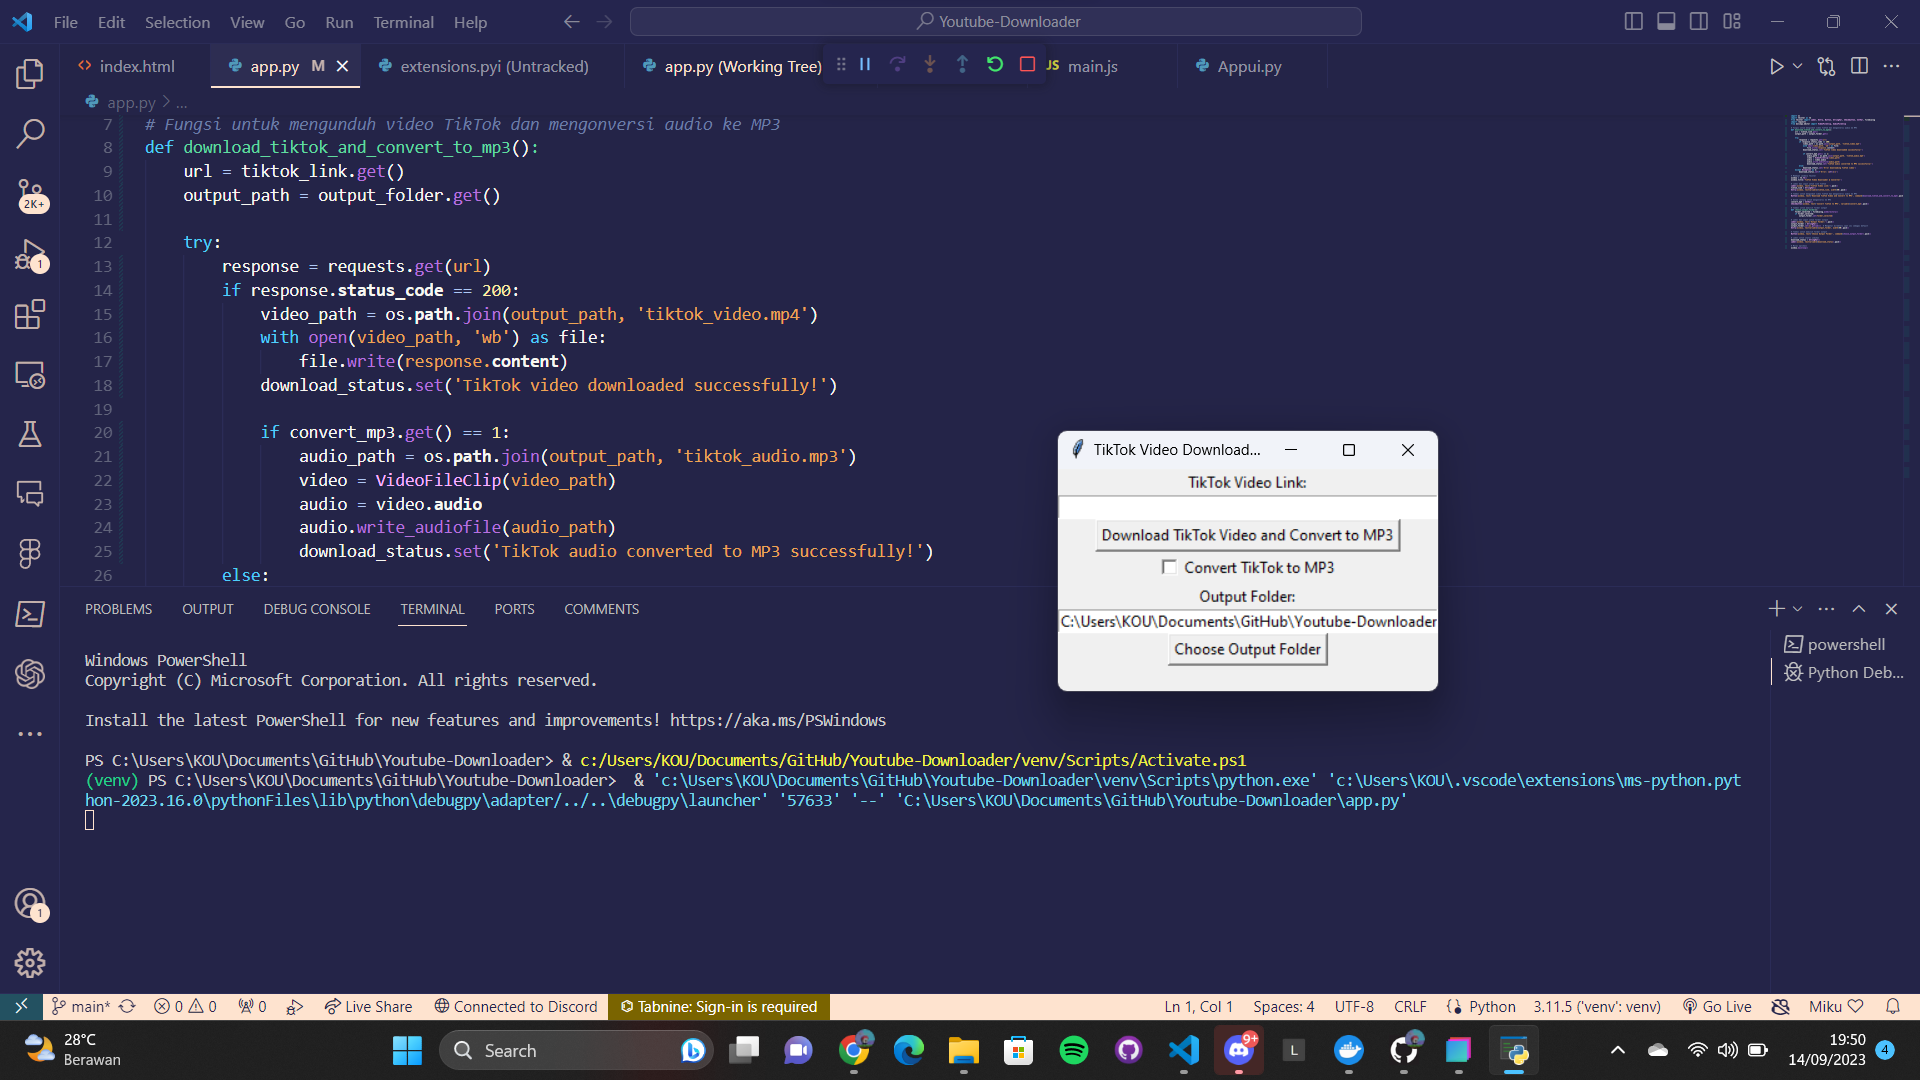 File Edit Selection View Go Run Terminal Help
Youtube-Downloader
index.html
app.py M
extensions.pyi (Untracked)
app.py (Working Tree)
JS main.js
Appui.py
app.py > ...
7 # Fungsi untuk mengunduh video TikTok dan mengonversi audio ke MP3
8 def download_tiktok_and_convert_to_mp3():
9 url = tiktok_link.get()
10 output_path = output_folder.get()
11
12 try:
13 response = requests.get(url)
14 if response.status_code == 200:
15 video_path = os.path.join(output_path, 'tiktok_video.mp4')
16 with open(video_path, 'wb') as file:
17 file.write(response.content)
18 download_status.set('TikTok video downloaded successfully!')
19
20 if convert_mp3.get() == 1:
21 audio_path = os.path.join(output_path, 'tiktok_audio.mp3')
22 video = VideoFileClip(video_path)
23 audio = video.audio
24 audio.write_audiofile(audio_path)
25 download_status.set('TikTok audio converted to MP3 successfully!')
26 else:
2K+
1
TikTok Video Download...
TikTok Video Link:
Download TikTok Video and Convert to MP3
Convert TikTok to MP3
Output Folder:
C:\Users\KOU\Documents\GitHub\Youtube-Downloader
Choose Output Folder
PROBLEMS OUTPUT DEBUG CONSOLE TERMINAL PORTS COMMENTS
powershell
Python Deb...
Windows PowerShell
Copyright (C) Microsoft Corporation. All rights reserved.
Install the latest PowerShell for new features and improvements! https://aka.ms/PSWindows
PS C:\Users\KOU\Documents\GitHub\Youtube-Downloader> & c:/Users/KOU/Documents/GitHub/Youtube-Downloader/venv/Scripts/Activate.ps1
(venv) PS C:\Users\KOU\Documents\GitHub\Youtube-Downloader>  & 'c:\Users\KOU\Documents\GitHub\Youtube-Downloader\venv\Scripts\python.exe' 'c:\Users\KOU\.vscode\extensions\ms-python.pyt
hon-2023.16.0\pythonFiles\lib\python\debugpy\adapter/../..\debugpy\launcher' '57633' '--' 'C:\Users\KOU\Documents\GitHub\Youtube-Downloader\app.py'
1
main* 0 0 0 Live Share Connected to Discord Tabnine: Sign-in is required
Ln 1, Col 1 Spaces: 4 UTF-8 CRLF Python 3.11.5 ('venv': venv) Go Live Miku
28°C
Berawan
Search
9+
L
19:50
14/09/2023
4